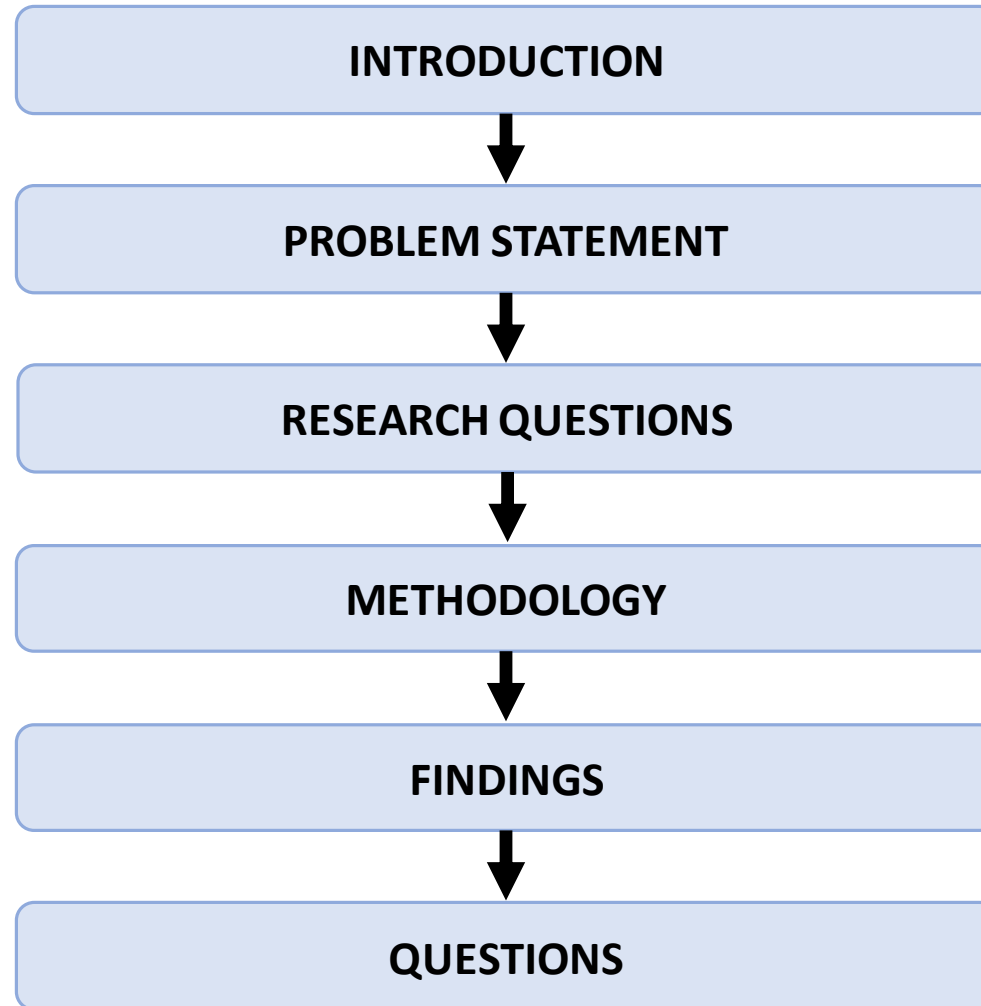 INTRODUCTION
PROBLEM STATEMENT
RESEARCH QUESTIONS
METHODOLOGY
FINDINGS
QUESTIONS